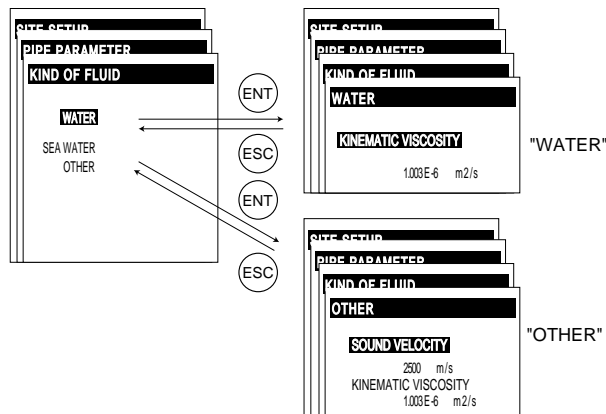 SITE SETUP
PIPE PARAMETER
KIND OF FLUID
WATER
SEA WATER
OTHER
ENT
ESC
ENT
ESC
SITE SETUP
PIPE PARAMETER
KIND OF FLUID
WATER
KINEMATIC VISCOSITY
1.003E-6 m2/s
"WATER"
SITE SETUP
PIPE PARAMETER
KIND OF FLUID
OTHER
SOUND VELOCITY
2500 m/s
KINEMATIC VISCOSITY
1.003E-6 m2/s
"OTHER"